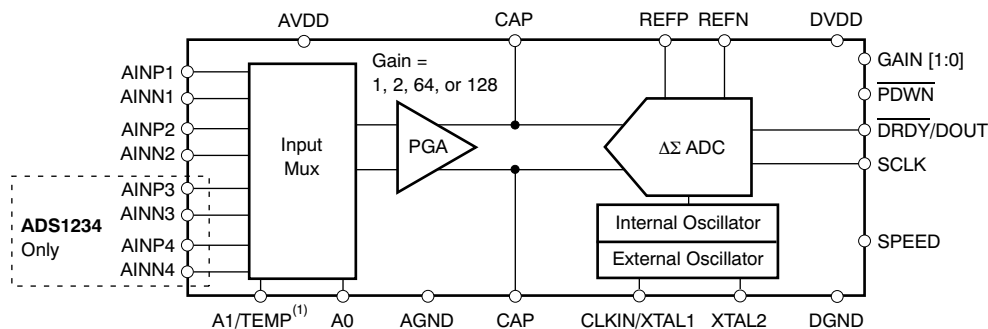 AVDD CAP REFP REFN DVDD
Gain =
1, 2, 64, or 128
AINP1
AINN1
AINP2
AINN2
AINP3
AINN3
AINP4
AINN4
ADS1234
Only
Input
Mux
PGA
ΔΣ ADC
Internal Oscillator
External Oscillator
GAIN [1:0]
PDWN
DRDY/DOUT
SCLK
SPEED
A1/TEMP(1) A0 AGND CAP CLKIN/XTAL1 XTAL2 DGND